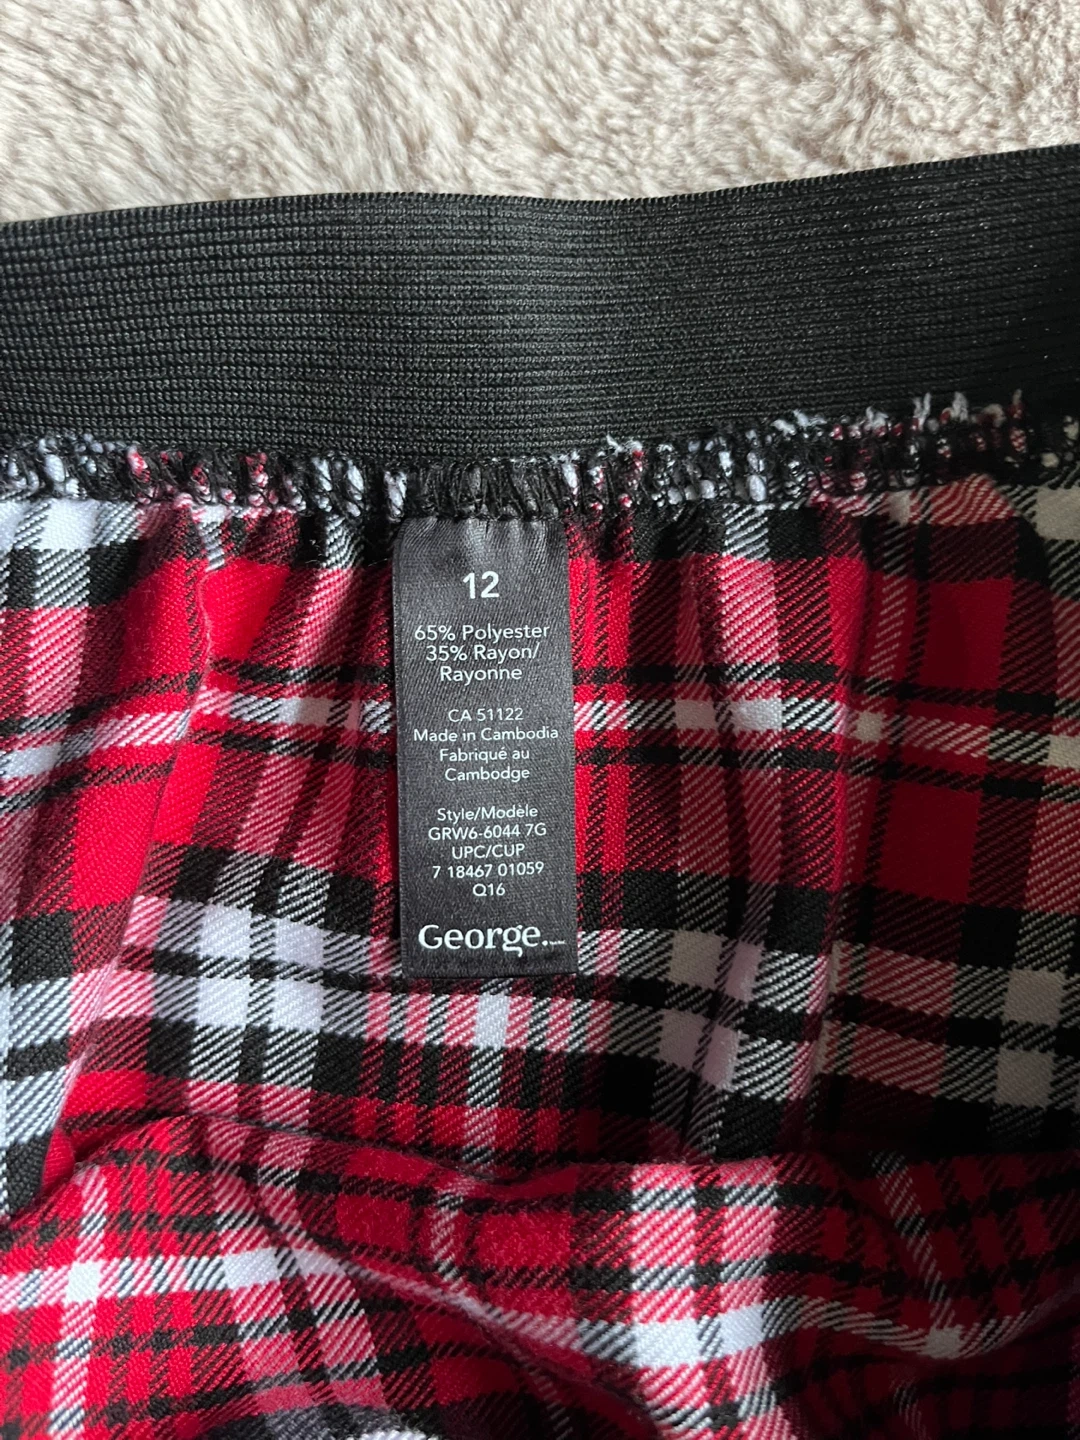 12
65% Polyester
35% Rayon/
Rayonne
CA 51122
Made in Cambodia
Fabriqué au
Cambodge
Style/Modèle
GRW6-6044 7G
UPC/CUP
7 18467 01059
Q16
George.